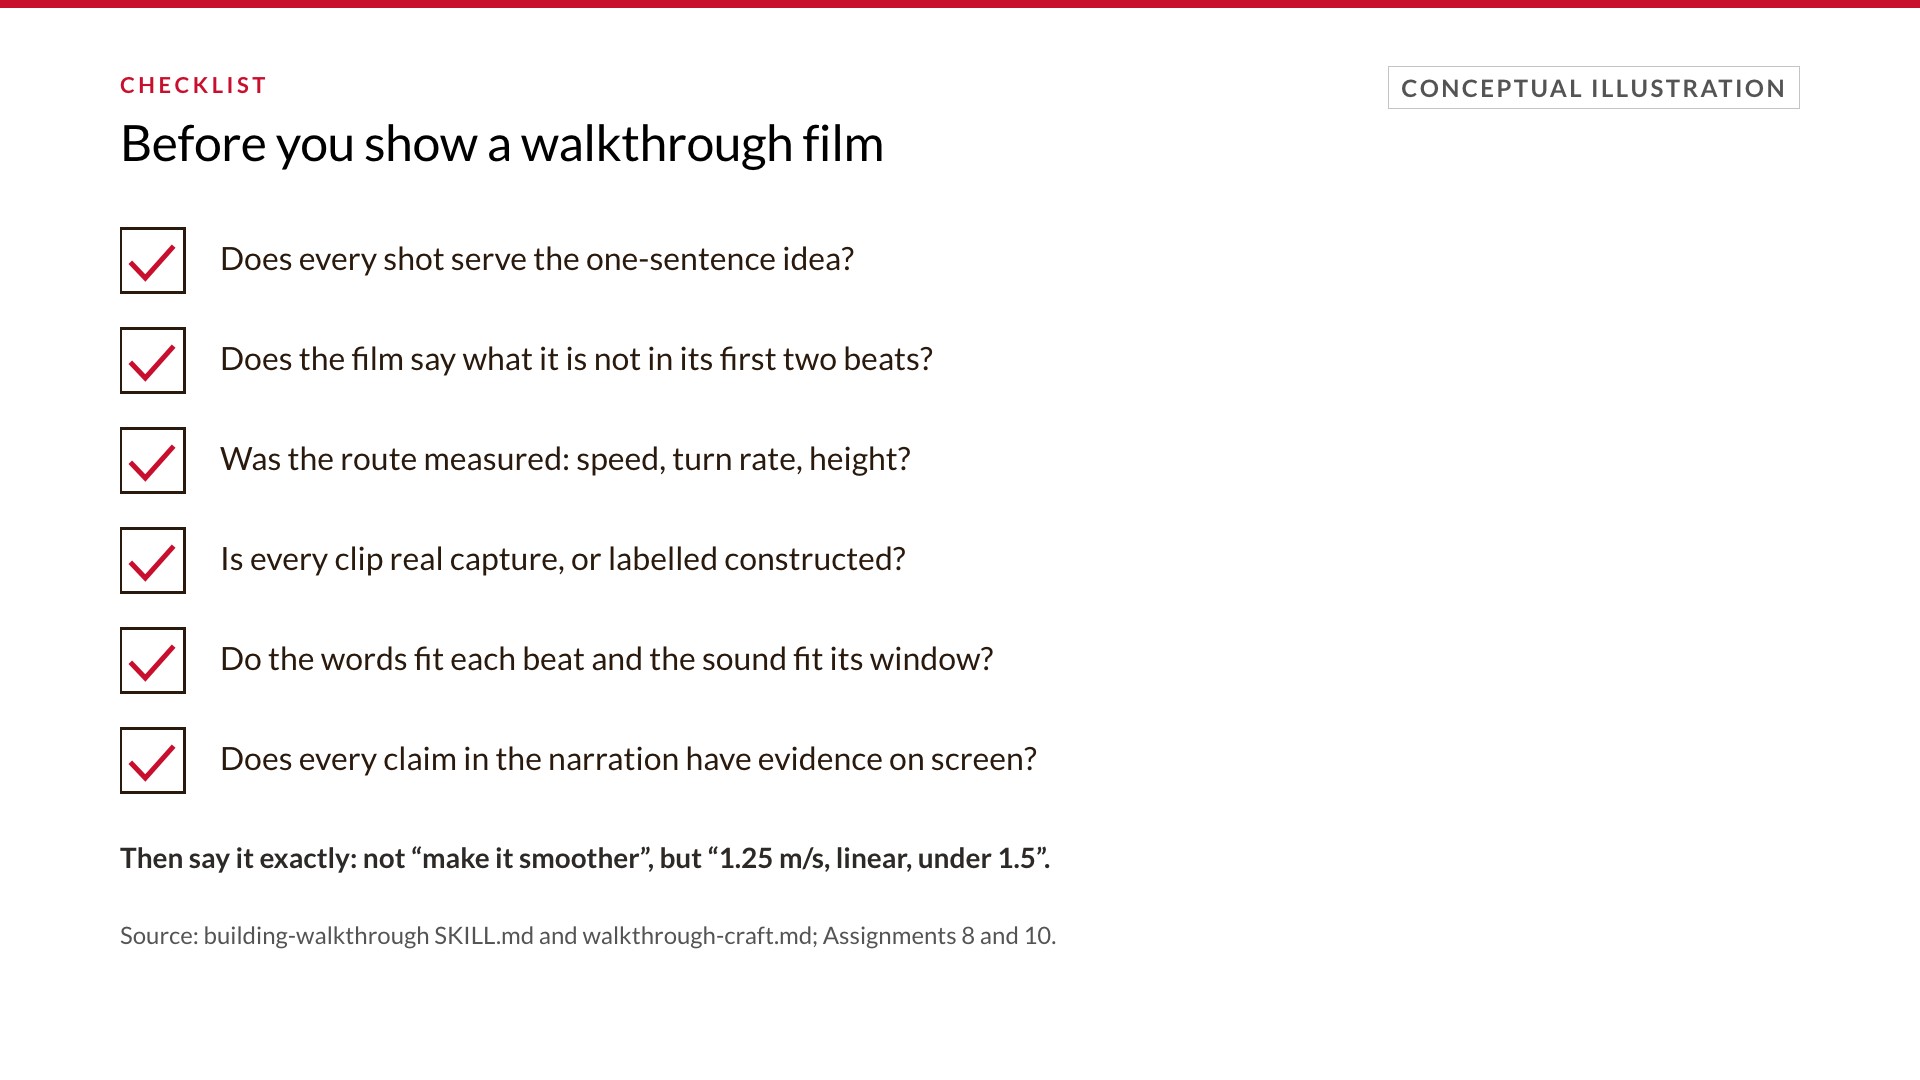 CHECKLIST
CONCEPTUAL ILLUSTRATION
Before you show a walkthrough film
Does every shot serve the one-sentence idea?
Does the film say what it is not in its first two beats?
Was the route measured: speed, turn rate, height?
Is every clip real capture, or labelled constructed?
Do the words fit each beat and the sound fit its window?
Does every claim in the narration have evidence on screen?
Then say it exactly: not “make it smoother”, but “1.25 m/s, linear, under 1.5”.
Source: building-walkthrough SKILL.md and walkthrough-craft.md; Assignments 8 and 10.